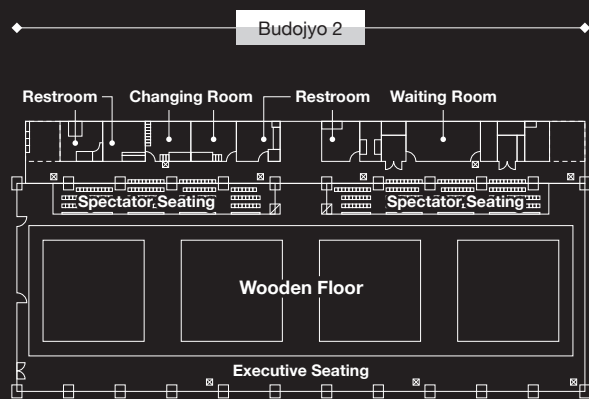 Budojyo 2
Restroom Changing Room Restroom Waiting Room
Spectator Seating Spectator Seating
Wooden Floor
Executive Seating